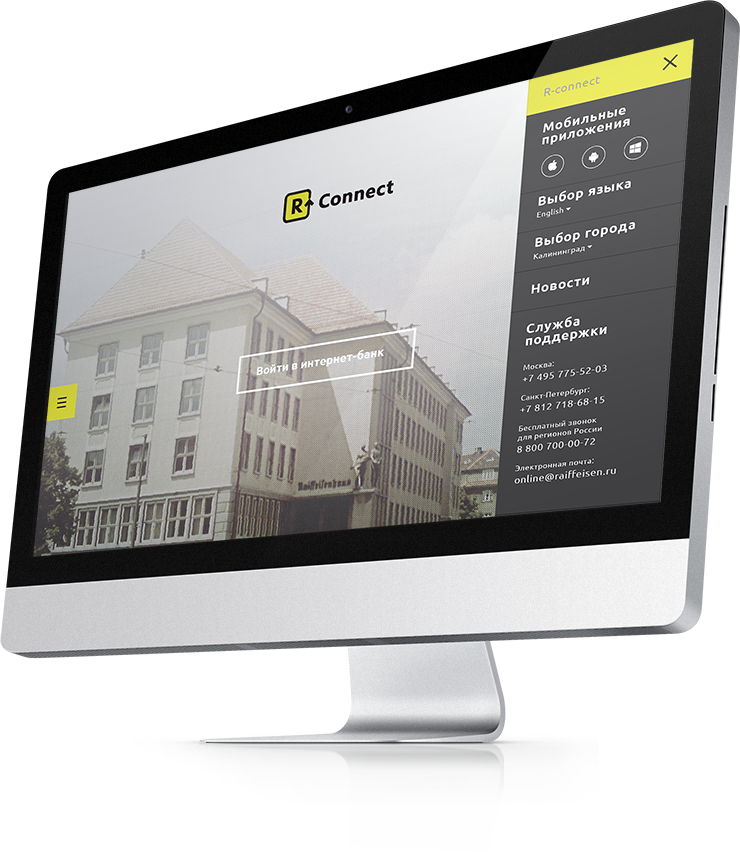 R-connect
Мобильные
приложения
Выбор языка
English
Выбор города
Калининград
Новости
Служба
поддержки
Москва:
+7 495 775-52-03
Санкт-Петербург:
+7 812 718-68-15
Бесплатный звонок
для регионов России
8 800 700-00-72
Электронная почта:
online@raiffeisen.ru
R Connect
Войти в интернет-банк
Raiffeisenhaus